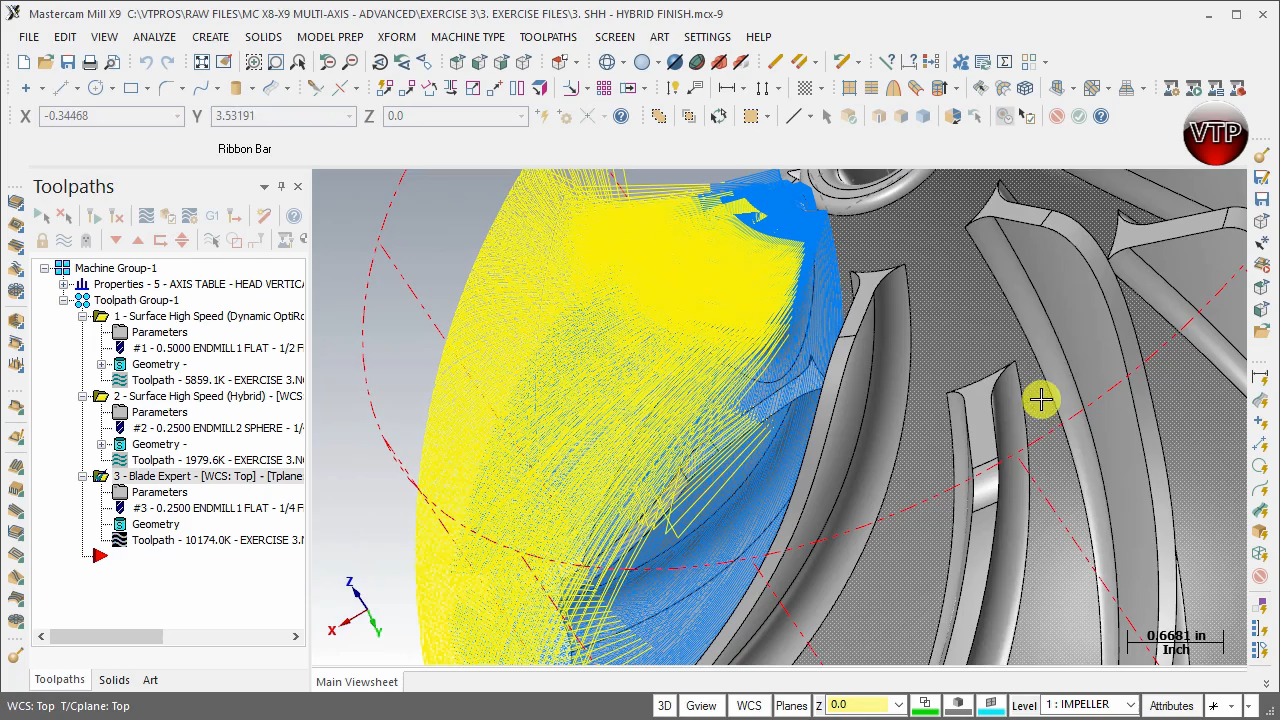 Mastercam Mill X9 C:\VTPROS\RAW FILES\MC X8-X9 MULTI-AXIS - ADVANCED\EXERCISE 3\3. EXERCISE FILES\3. SHH - HYBRID FINISH.mcx-9
FILE EDIT VIEW ANALYZE CREATE SOLIDS MODEL PREP XFORM MACHINE TYPE TOOLPATHS SCREEN ART SETTINGS HELP
X -0.34468 Y 3.53191 Z 0.0
VTP
Ribbon Bar
Toolpaths
G1
Machine Group-1
Properties - 5 - AXIS TABLE -HEAD VERTICA
Toolpath Group-1
1 - Surface High Speed (Dynamic OptiRo
Parameters
#1 - 0.5000 ENDMILL1 FLAT - 1/2 F
Geometry -
Toolpath - 5859.1K - EXERCISE 3.N
2 - Surface High Speed (Hybrid) - [WCS
Parameters
#2 - 0.2500 ENDMILL2 SPHERE - 1/
Geometry -
Toolpath - 1979.6K - EXERCISE 3.N
3 - Blade Expert - [WCS: Top] - [Tplane
Parameters
#3 - 0.2500 ENDMILL1 FLAT - 1/4 F
Geometry
Toolpath - 10174.0K - EXERCISE 3.
Z
X
Y
0.6681 in
Inch
Toolpaths Solids Art
Main Viewsheet
WCS: Top T/Cplane: Top
3D Gview WCS Planes Z 0.0 Level 1 : IMPELLER Attributes